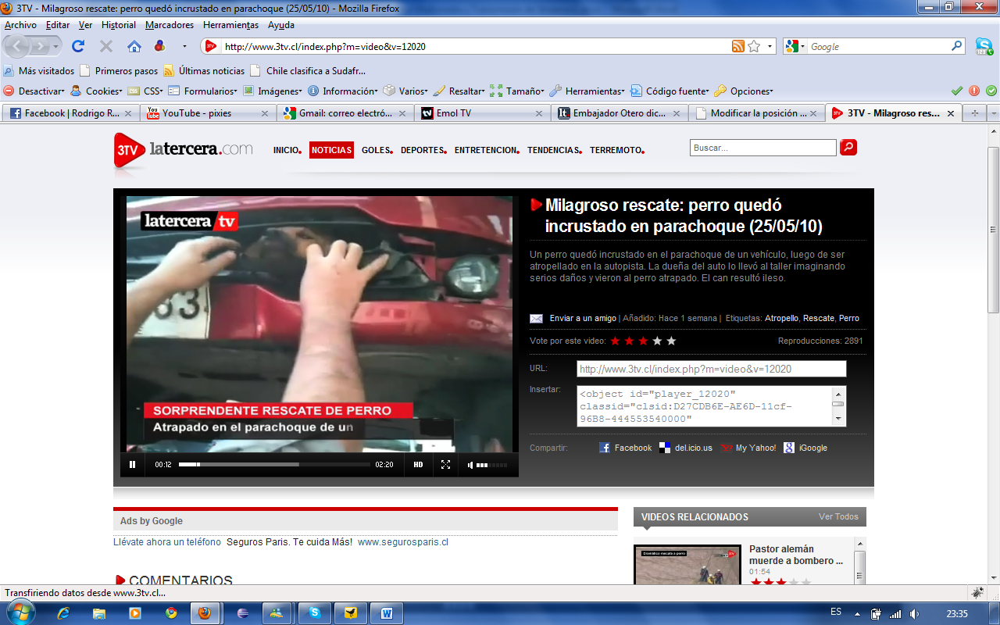 3TV - Milagroso rescate: perro quedó incrustado en parachoque (25/05/10) - Mozilla Firefox
Archivo Editar Ver Historial Marcadores Herramientas Ayuda
http://www.3tv.cl/index.php?m=video&v=12020
Google
Más visitados Primeros pasos Últimas noticias Chile clasifica a Sudafr...
Desactivar Cookies CSS Formularios Imágenes Información Varios Resaltar Tamaño Herramientas Código fuente Opciones
Facebook | Rodrigo R... YouTube - pixies Gmail: correo electró... Emol TV Embajador Otero dic... Modificar la posición ... 3TV - Milagroso res...
3TV latercera.com
INICIO NOTICIAS GOLES DEPORTES ENTRETENCION TENDENCIAS TERREMOTO
Buscar...
latercera tv
83
SORPRENDENTE RESCATE DE PERRO
Atrapado en el parachoque de un
00:12 02:20 HD
Milagroso rescate: perro quedó
incrustado en parachoque (25/05/10)
Un perro quedó incrustado en el parachoque de un vehículo, luego de ser
atropellado en la autopista. La dueña del auto lo llevó al taller imaginando
serios daños y vieron al perro atrapado. El can resultó ileso.
Enviar a un amigo | Añadido: Hace 1 semana | Etiquetas: Atropello, Rescate, Perro
Vote por este video: Reproducciones: 2891
URL: http://www.3tv.cl/index.php?m=video&v=12020
Insertar: <object id="player_12020"
classid="clsid:D27CDB6E-AE6D-11cf-
96B8-444553540000"
Compartir: Facebook del.icio.us My Yahoo! iGoogle
Ads by Google
Llévate ahora un teléfono Seguros Paris. Te cuida Más! www.segurosparis.cl
COMENTARIOS
VIDEOS RELACIONADOS Ver Todos
Dramático rescate a perro
Pastor alemán
muerde a bombero ...
01:54
Transfiriendo datos desde www.3tv.cl...
ES 23:35